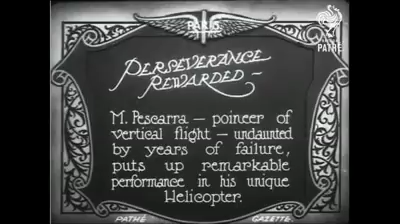 PARIS
PATHÉ
PERSEVERANCE
REWARDED –
M. Pescarra – poineer of
vertical flight – undaunted
by years of failure,
puts up remarkable
performance in his unique
Helicopter.
PATHÉ GAZETTE